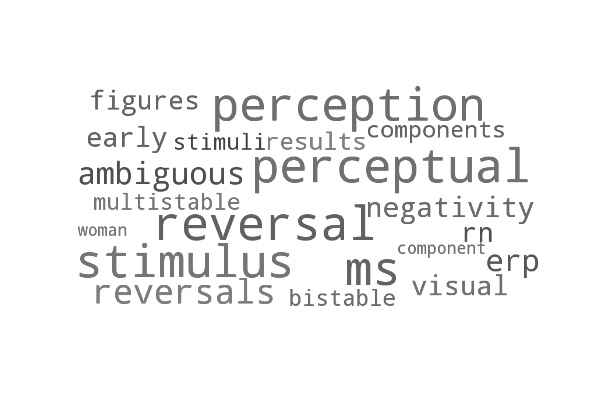 figures perception
early stimuli results components
ambiguous perceptual
multistable
woman reversal negativity
rn
component
stimulus ms erp
reversals bistable visual